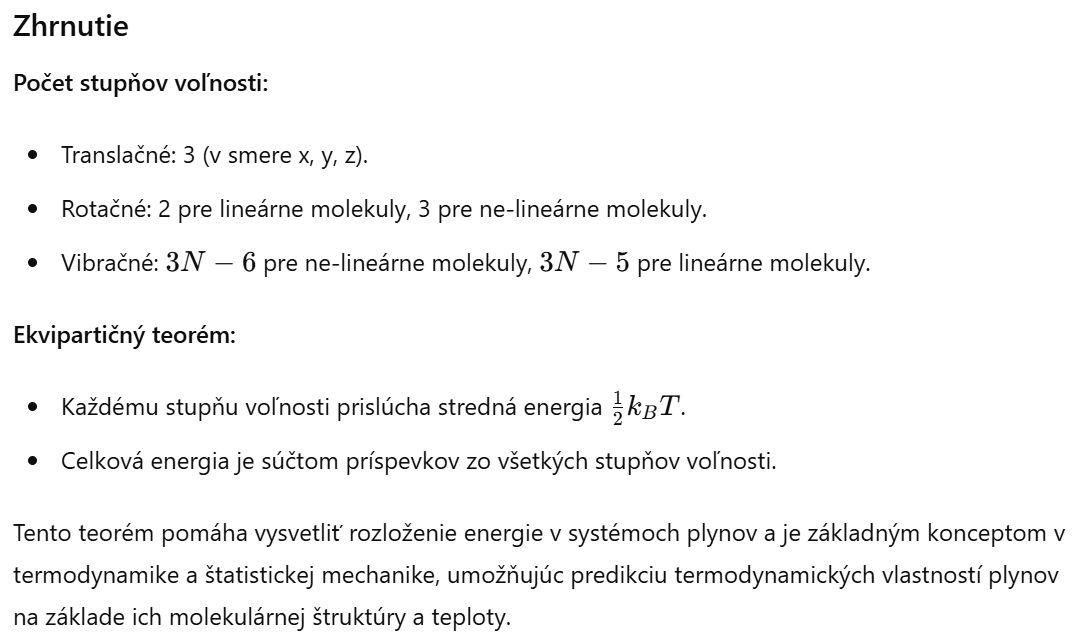 Zhrnutie
Počet stupňov voľnosti:
• Translačné: 3 (v smere x, y, z).
• Rotačné: 2 pre lineárne molekuly, 3 pre ne-lineárne molekuly.
• Vibračné: 3N − 6 pre ne-lineárne molekuly, 3N − 5 pre lineárne molekuly.
Ekvipartičný teorém:
• Každému stupňu voľnosti prislúcha stredná energia ½k_BT.
• Celková energia je súčtom príspevkov zo všetkých stupňov voľnosti.
Tento teorém pomáha vysvetliť rozloženie energie v systémoch plynov a je základným konceptom v
termodynamike a štatistickej mechanike, umožňujúc predikciu termodynamických vlastností plynov
na základe ich molekulárnej štruktúry a teploty.